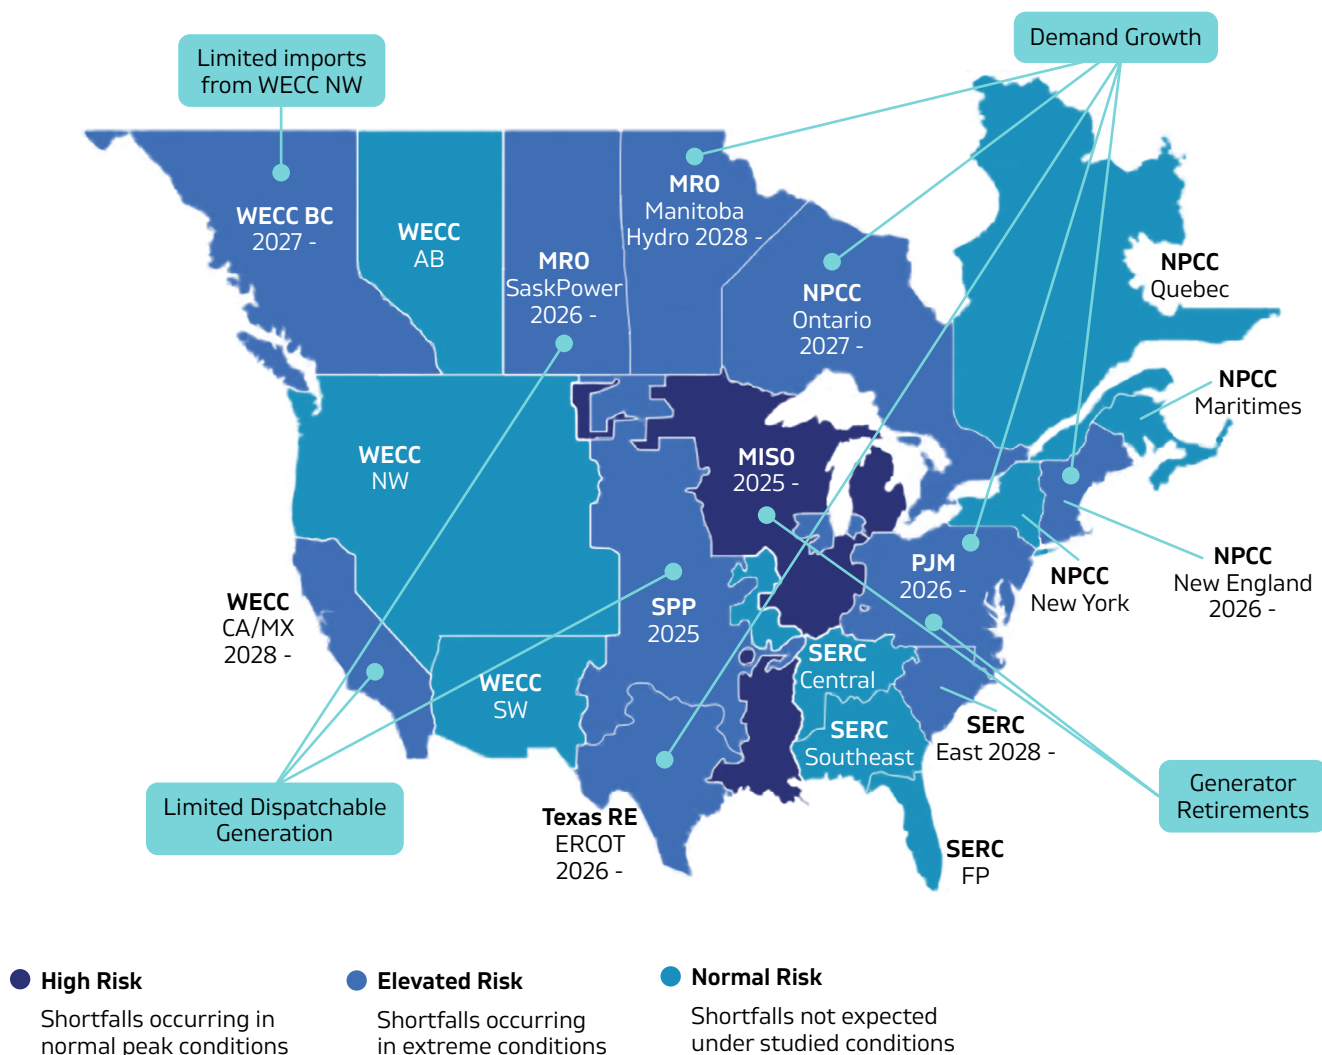 Demand Growth
Limited imports
from WECC NW
WECC BC
2027 -
WECC
AB
MRO
SaskPower
2026 -
MRO
Manitoba
Hydro 2028 -
NPCC
Ontario
2027 -
NPCC
Quebec
NPCC
Maritimes
WECC
NW
MISO
2025 -
PJM
2026 -
NPCC
New York
NPCC
New England
2026 -
WECC
CA/MX
2028 -
SPP
2025
WECC
SW
SERC
Central
SERC
Southeast
SERC
East 2028 -
Limited Dispatchable
Generation
Generator
Retirements
Texas RE
ERCOT
2026 -
SERC
FP
High Risk
Shortfalls occurring in
normal peak conditions
Elevated Risk
Shortfalls occurring
in extreme conditions
Normal Risk
Shortfalls not expected
under studied conditions